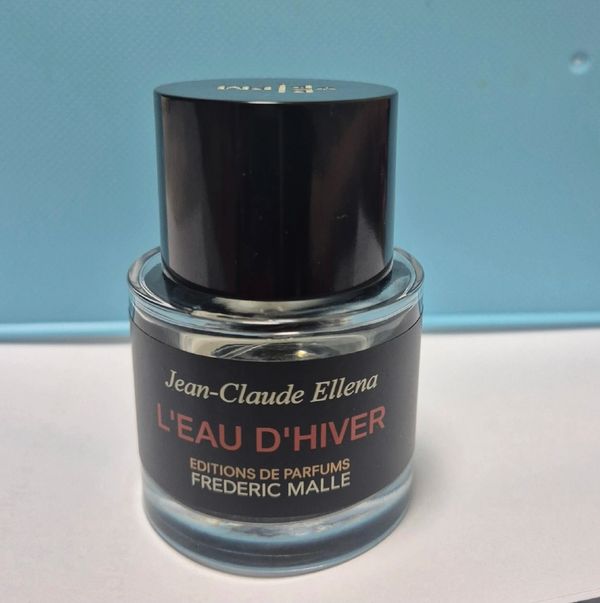 Jean-Claude Ellena
L'EAU D'HIVER
EDITIONS DE PARFUMS
FREDERIC MALLE